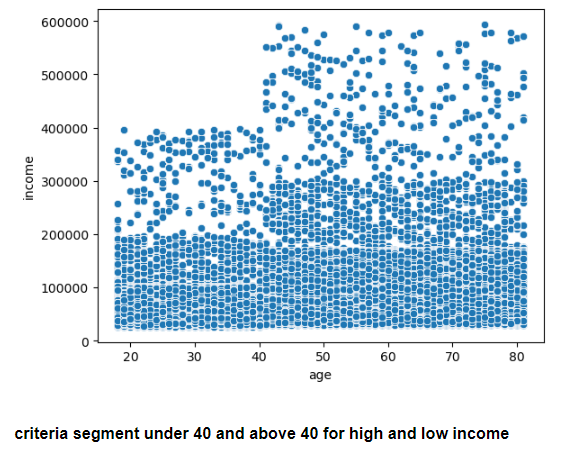 600000
500000
400000
300000
200000
100000
0
income
20 30 40 50 60 70 80
age
criteria segment under 40 and above 40 for high and low income